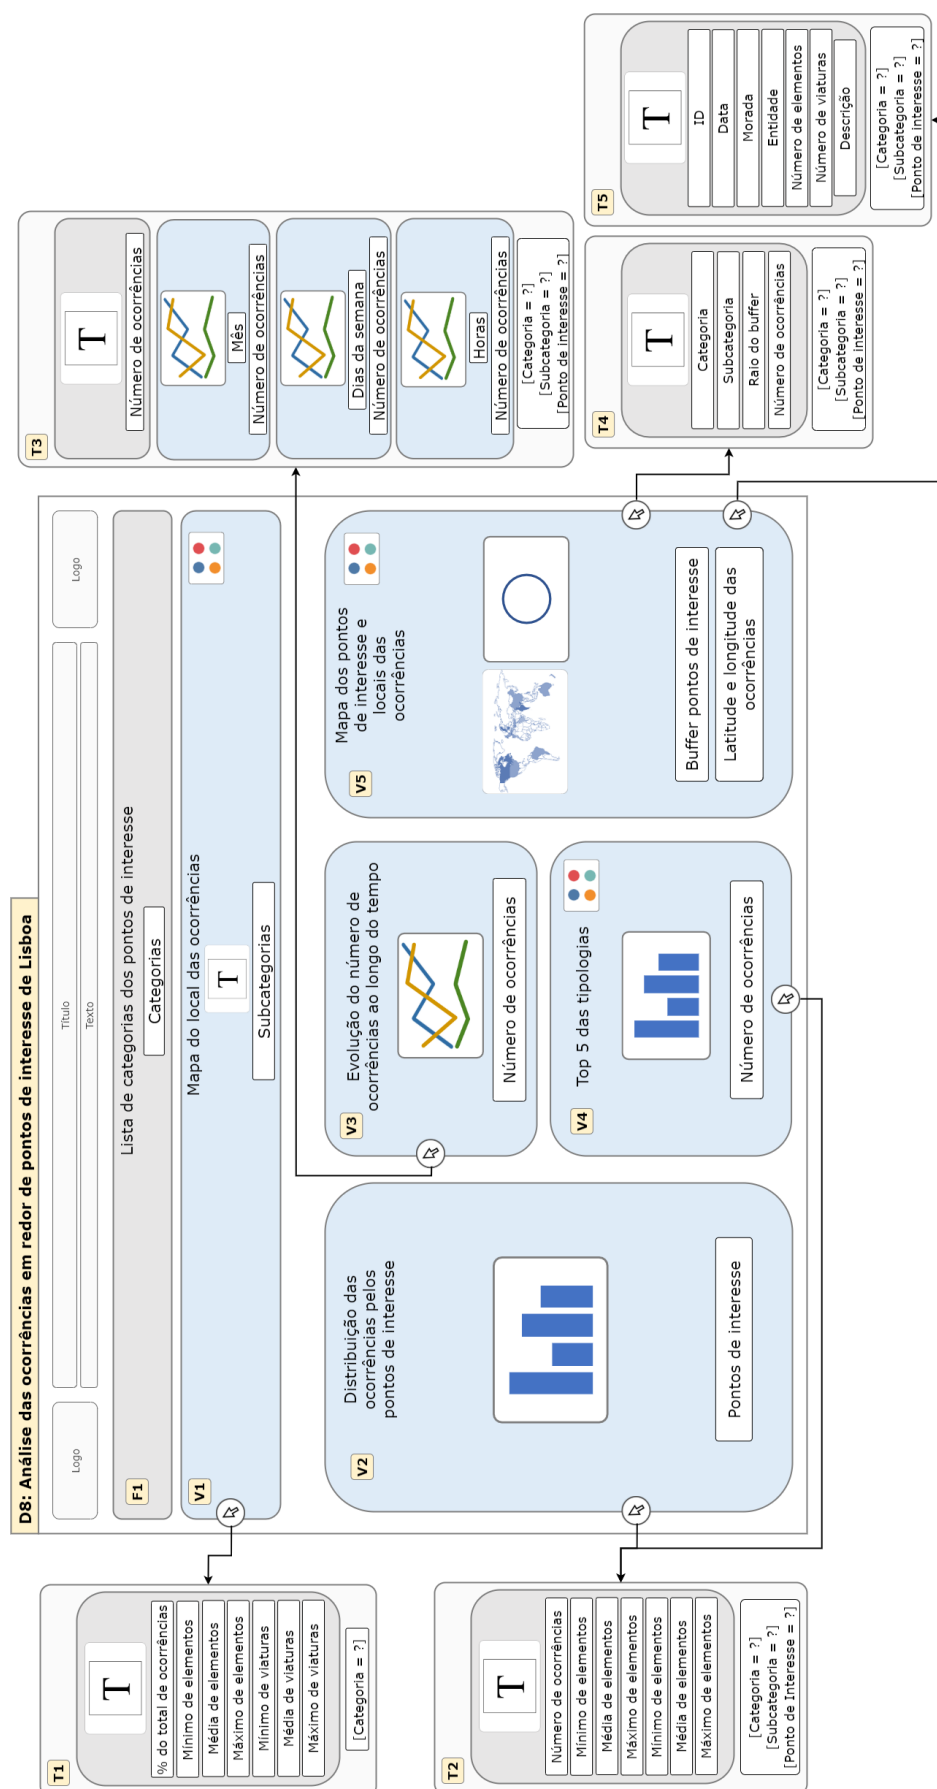 D8: Análise das ocorrências em redor de pontos de interesse de Lisboa
Logo
Título
Texto
Logo
F1
Lista de categorias dos pontos de interesse
Categorias
V1
Mapa do local das ocorrências
T
Subcategorias
V2
Distribuição das
ocorrências pelos
pontos de interesse
Pontos de interesse
V3
Evolução do número de
ocorrências ao longo do tempo
Número de ocorrências
V4
Top 5 das tipologias
Número de ocorrências
V5
Mapa dos pontos
de interesse e
locais das
ocorrências
Buffer pontos de interesse
Latitude e longitude das
ocorrências
T1
T
% do total de ocorrências
Mínimo de elementos
Média de elementos
Máximo de elementos
Mínimo de viaturas
Média de viaturas
Máximo de viaturas
[Categoria = ?]
T2
T
Número de ocorrências
Mínimo de elementos
Média de elementos
Máximo de elementos
Mínimo de elementos
Média de elementos
Máximo de elementos
[Categoria = ?]
[Subcategoria = ?]
[Ponto de Interesse = ?]
T3
T
Número de ocorrências
Mês
Número de ocorrências
Dias da semana
Número de ocorrências
Horas
Número de ocorrências
[Categoria = ?]
[Subcategoria = ?]
[Ponto de interesse = ?]
T4
T
Categoria
Subcategoria
Raio do buffer
Número de ocorrências
[Categoria = ?]
[Subcategoria = ?]
[Ponto de interesse = ?]
T5
T
ID
Data
Morada
Entidade
Número de elementos
Número de viaturas
Descrição
[Categoria = ?]
[Subcategoria = ?]
[Ponto de interesse = ?]